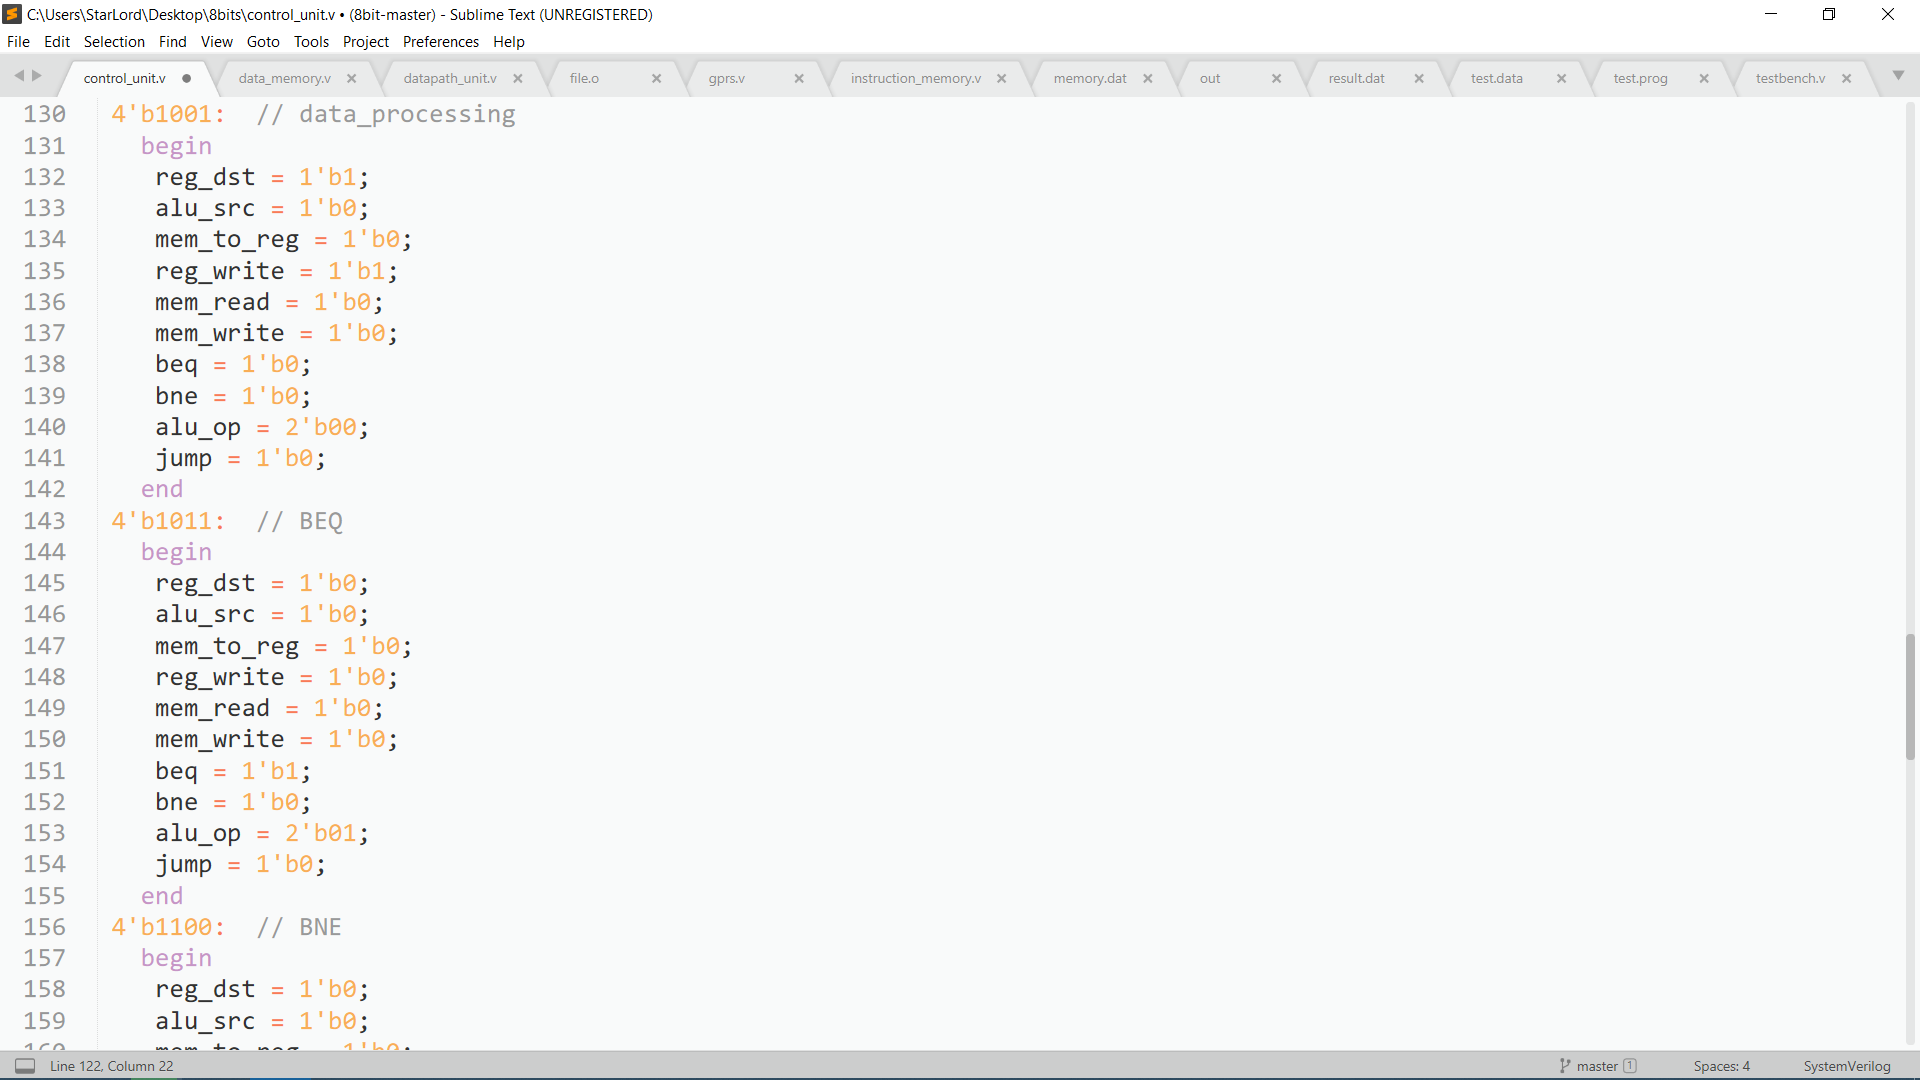 C:\Users\StarLord\Desktop\8bits\control_unit.v • (8bit-master) - Sublime Text (UNREGISTERED)
File Edit Selection Find View Goto Tools Project Preferences Help
control_unit.v data_memory.v datapath_unit.v file.o gprs.v instruction_memory.v memory.dat out result.dat test.data test.prog testbench.v
130 4'b1001: // data_processing
131 begin
132 reg_dst = 1'b1;
133 alu_src = 1'b0;
134 mem_to_reg = 1'b0;
135 reg_write = 1'b1;
136 mem_read = 1'b0;
137 mem_write = 1'b0;
138 beq = 1'b0;
139 bne = 1'b0;
140 alu_op = 2'b00;
141 jump = 1'b0;
142 end
143 4'b1011: // BEQ
144 begin
145 reg_dst = 1'b0;
146 alu_src = 1'b0;
147 mem_to_reg = 1'b0;
148 reg_write = 1'b0;
149 mem_read = 1'b0;
150 mem_write = 1'b0;
151 beq = 1'b1;
152 bne = 1'b0;
153 alu_op = 2'b01;
154 jump = 1'b0;
155 end
156 4'b1100: // BNE
157 begin
158 reg_dst = 1'b0;
159 alu_src = 1'b0;
160 mem_to_reg = 1'b0;
Line 122, Column 22 master 1 Spaces: 4 SystemVerilog